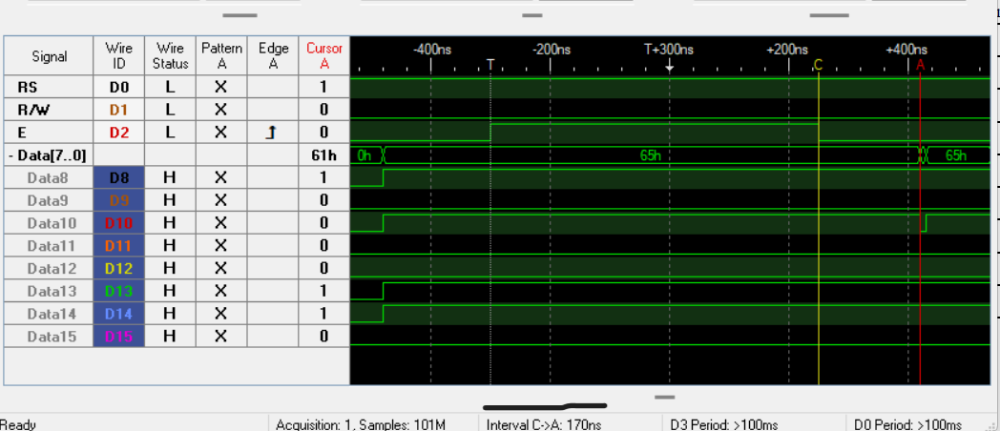 Signal Wire ID Wire Status Pattern A Edge A Cursor A -400ns -200ns T+300ns +200ns +400ns
T C A
RS D0 L X 1
R/W D1 L X 0
E D2 L X 0
- Data[7..0] 61h 0h 65h 65h
Data8 D8 H X 1
Data9 D9 H X 0
Data10 D10 H X 0
Data11 D11 H X 0
Data12 D12 H X 0
Data13 D13 H X 1
Data14 D14 H X 1
Data15 D15 H X 0
Ready Acquisition: 1, Samples: 101M Interval C->A: 170ns D3 Period: >100ms D0 Period: >100ms